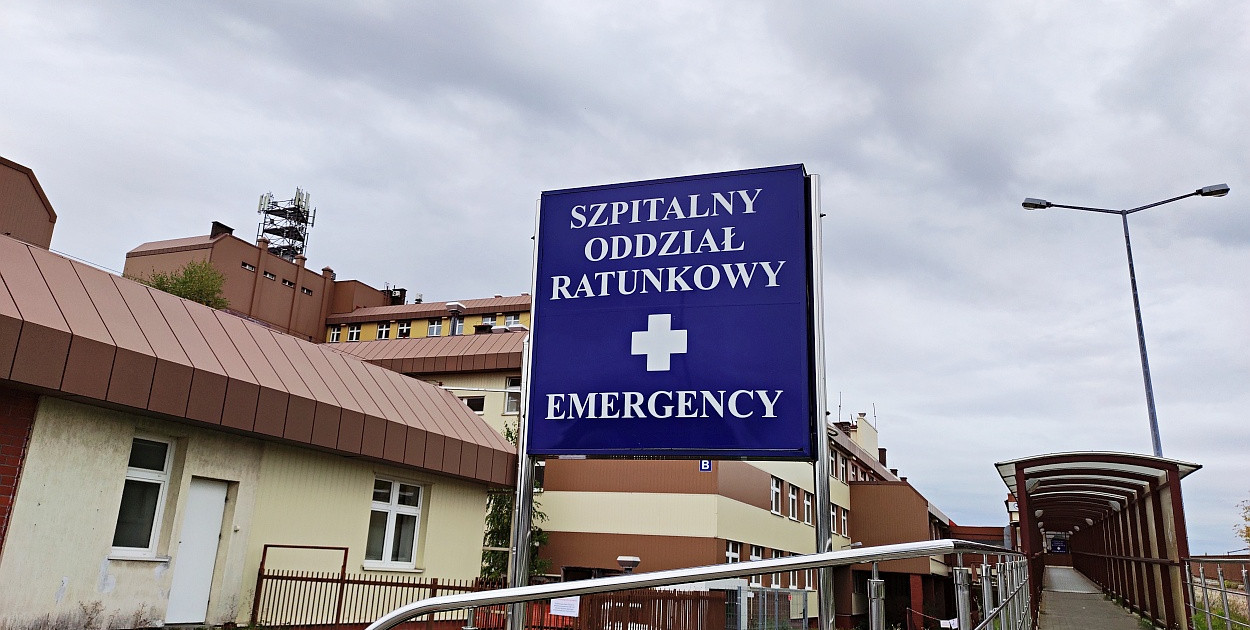 SZPITALNY
ODDZIAŁ
RATUNKOWY
EMERGENCY
B